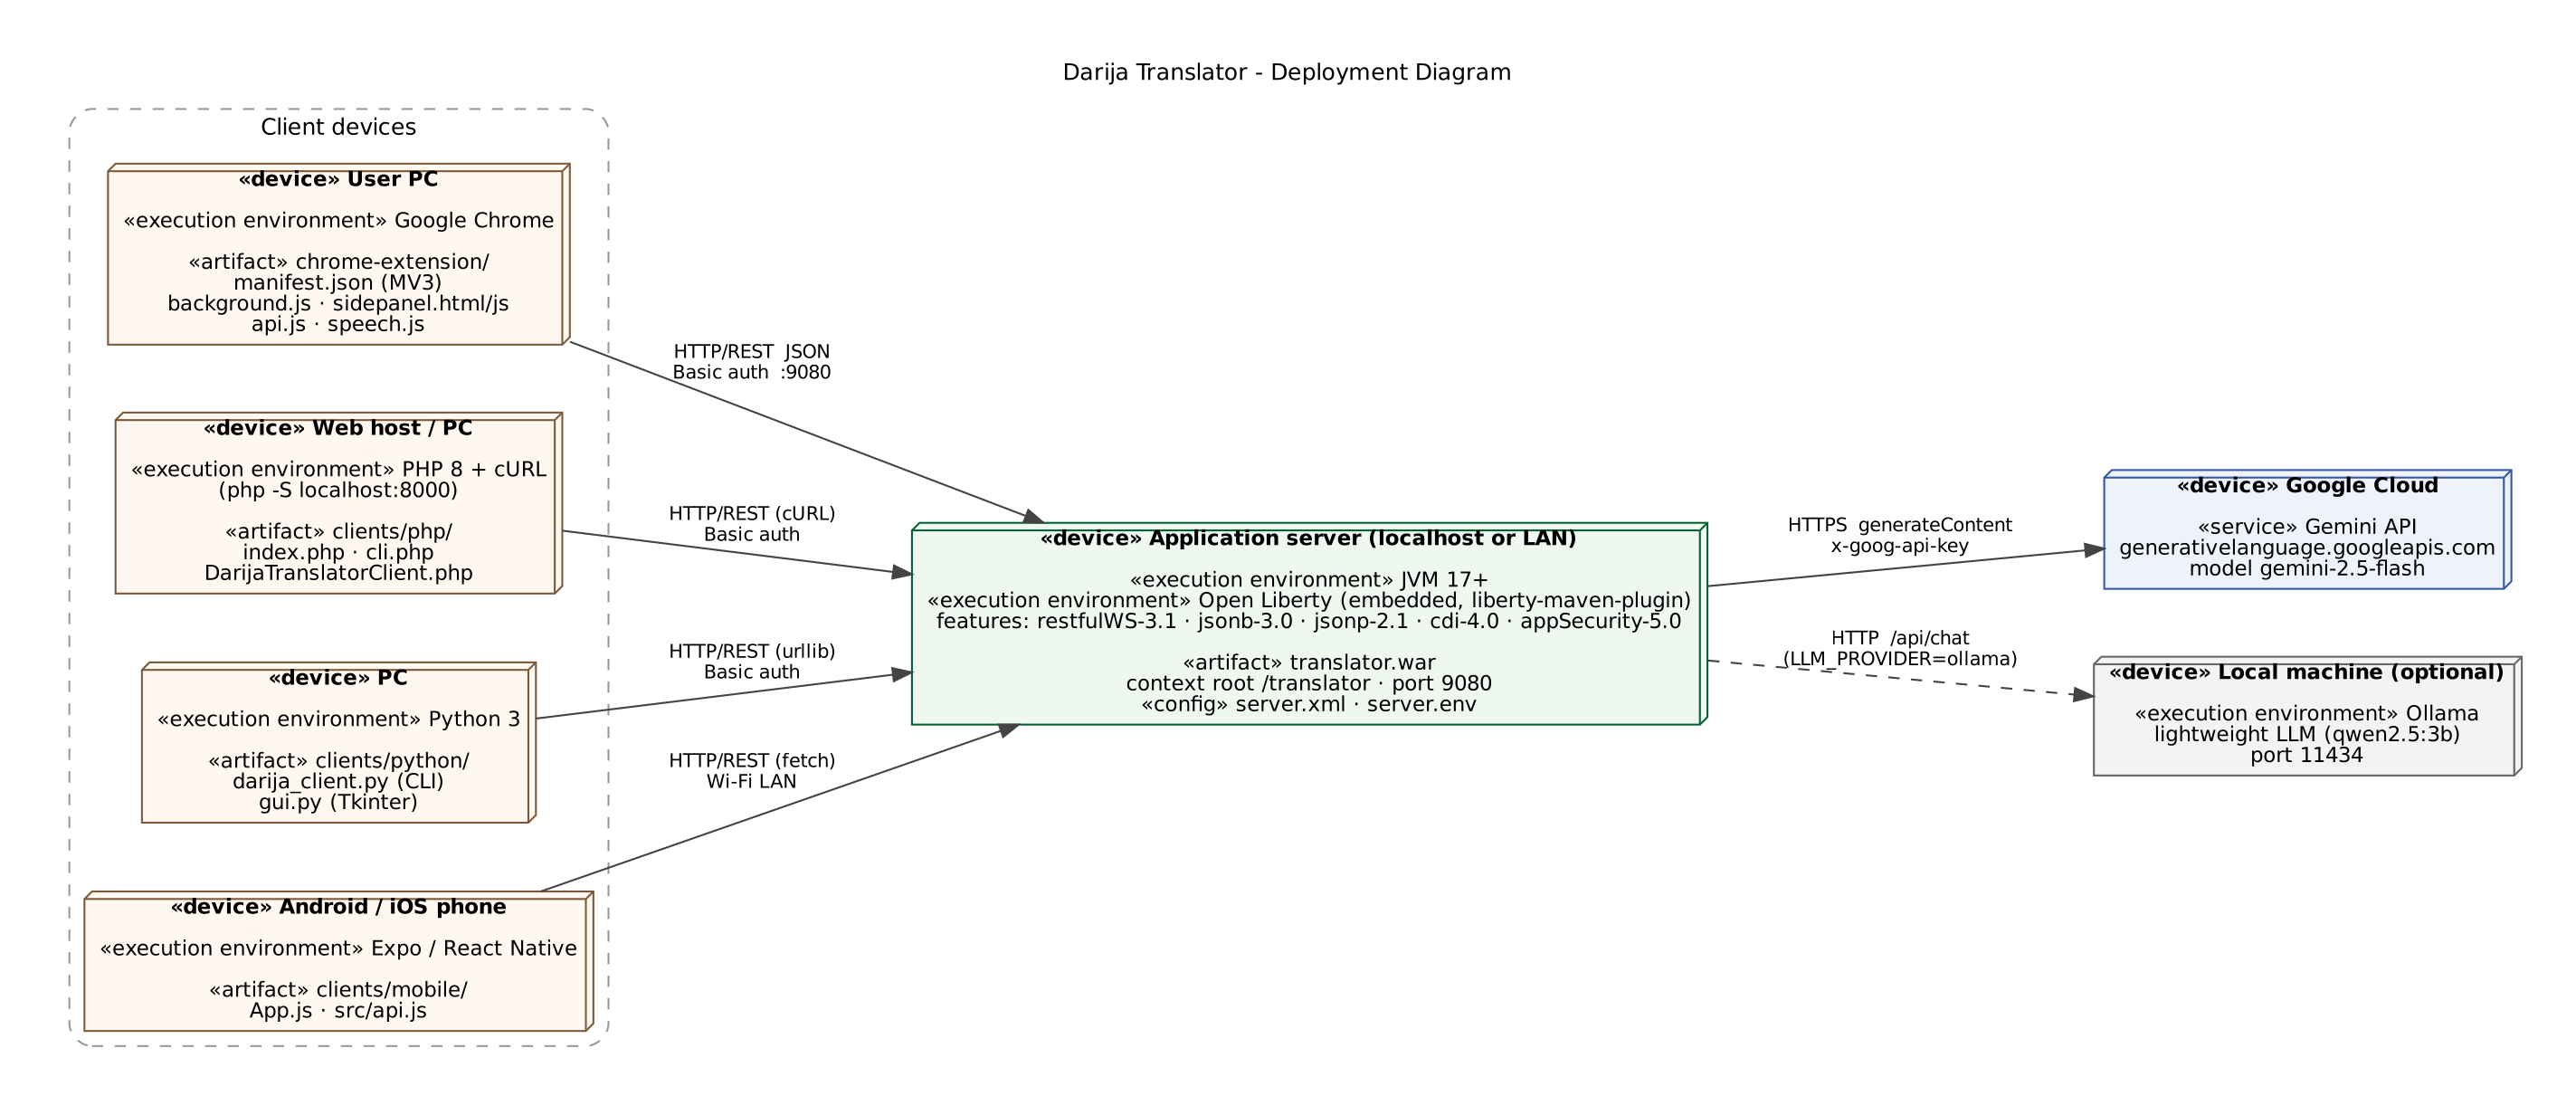 Darija Translator - Deployment Diagram
Client devices
«device» User PC
«execution environment» Google Chrome
«artifact» chrome-extension/
manifest.json (MV3)
background.js · sidepanel.html/js
api.js · speech.js
HTTP/REST  JSON
Basic auth  :9080
«device» Web host / PC
«execution environment» PHP 8 + cURL
(php -S localhost:8000)
«artifact» clients/php/
index.php · cli.php
DarijaTranslatorClient.php
HTTP/REST (cURL)
Basic auth
«device» PC
«execution environment» Python 3
«artifact» clients/python/
darija_client.py (CLI)
gui.py (Tkinter)
HTTP/REST (urllib)
Basic auth
«device» Android / iOS phone
«execution environment» Expo / React Native
«artifact» clients/mobile/
App.js · src/api.js
HTTP/REST (fetch)
Wi-Fi LAN
«device» Application server (localhost or LAN)
«execution environment» JVM 17+
«execution environment» Open Liberty (embedded, liberty-maven-plugin)
features: restfulWS-3.1 · jsonb-3.0 · jsonp-2.1 · cdi-4.0 · appSecurity-5.0
«artifact» translator.war
context root /translator · port 9080
«config» server.xml · server.env
HTTPS  generateContent
x-goog-api-key
«device» Google Cloud
«service» Gemini API
generativelanguage.googleapis.com
model gemini-2.5-flash
HTTP  /api/chat
(LLM_PROVIDER=ollama)
«device» Local machine (optional)
«execution environment» Ollama
lightweight LLM (qwen2.5:3b)
port 11434